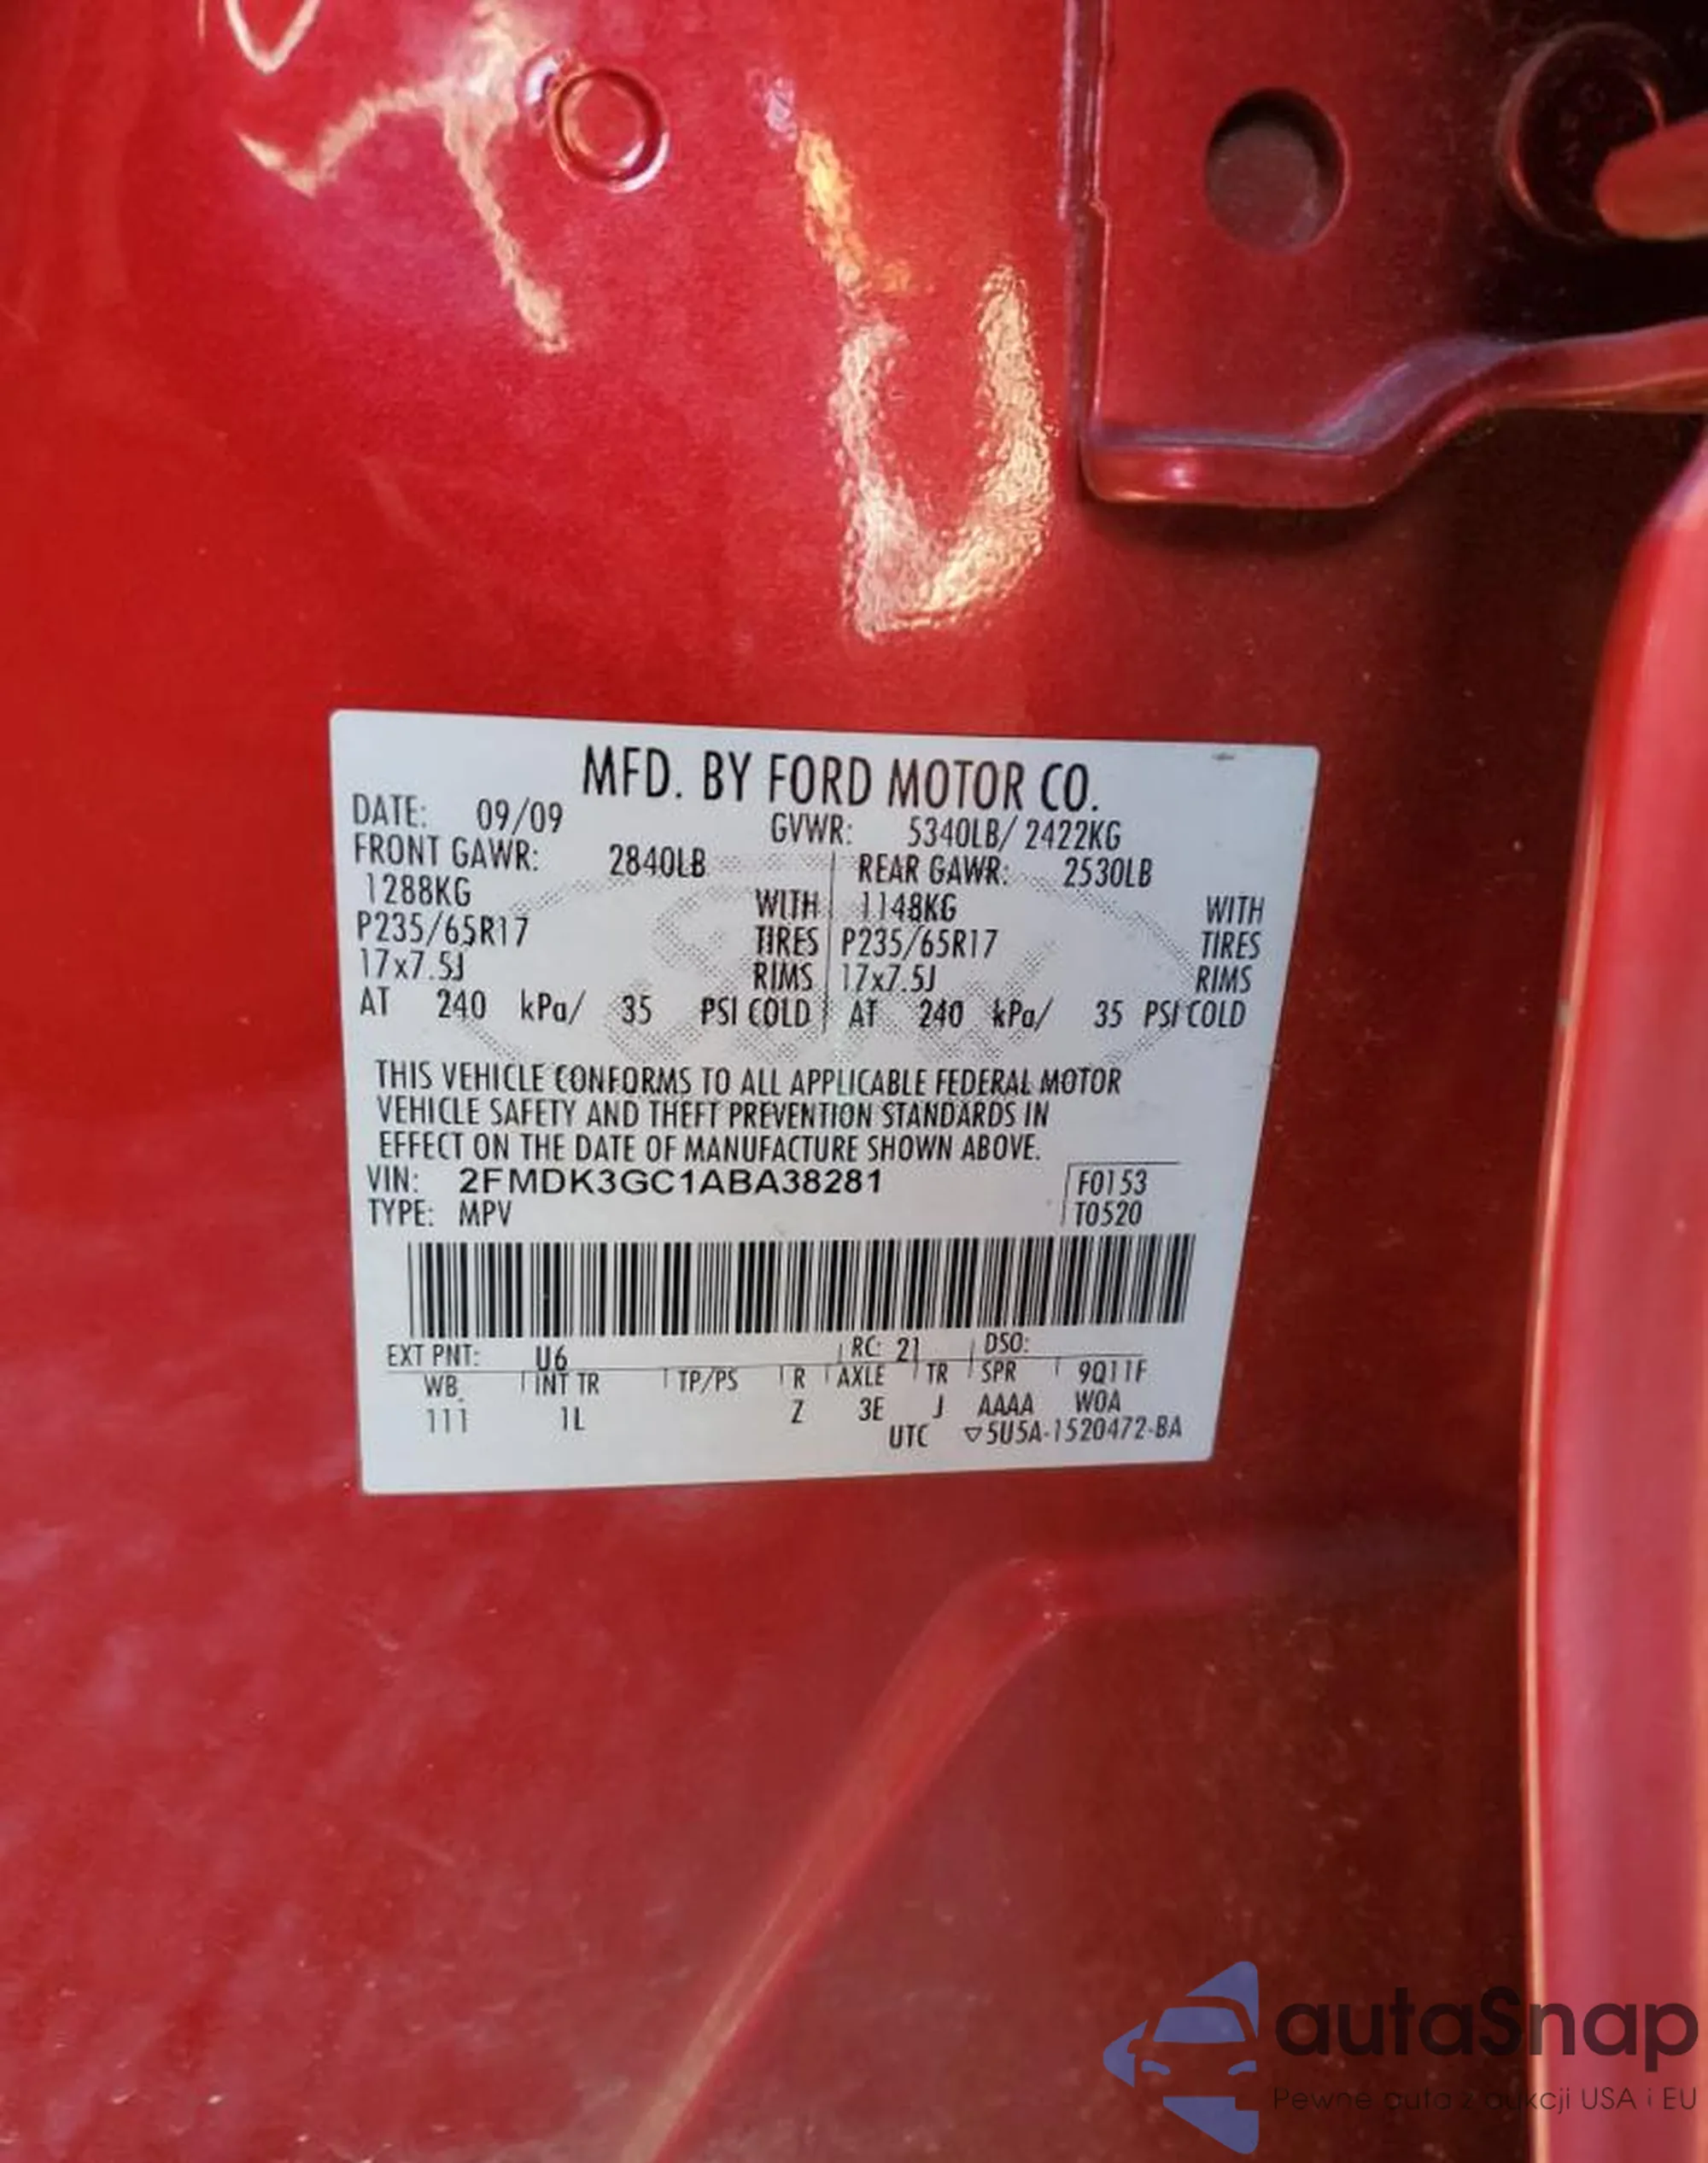 MFD. BY FORD MOTOR CO.
DATE: 09/09 GVWR: 5340LB/ 2422KG
FRONT GAWR: 2840LB REAR GAWR: 2530LB
1288KG WITH 1148KG WITH
P235/65R17 TIRES P235/65R17 TIRES
17x7.5J RIMS 17x7.5J RIMS
AT 240 kPa/ 35 PSI COLD AT 240 kPa/ 35 PSI COLD
THIS VEHICLE CONFORMS TO ALL APPLICABLE FEDERAL MOTOR
VEHICLE SAFETY AND THEFT PREVENTION STANDARDS IN
EFFECT ON THE DATE OF MANUFACTURE SHOWN ABOVE.
VIN: 2FMDK3GC1ABA38281 F0153
TYPE: MPV T0520
EXT PNT: U6 RC: 21 DSO:
WB INT TR TP/PS R AXLE TR SPR 9Q11F
111 1L Z 3E J AAAA W0A
UTC ▽5U5A-1520472-BA
autaSnap
Pewne auta z aukcji USA i EU